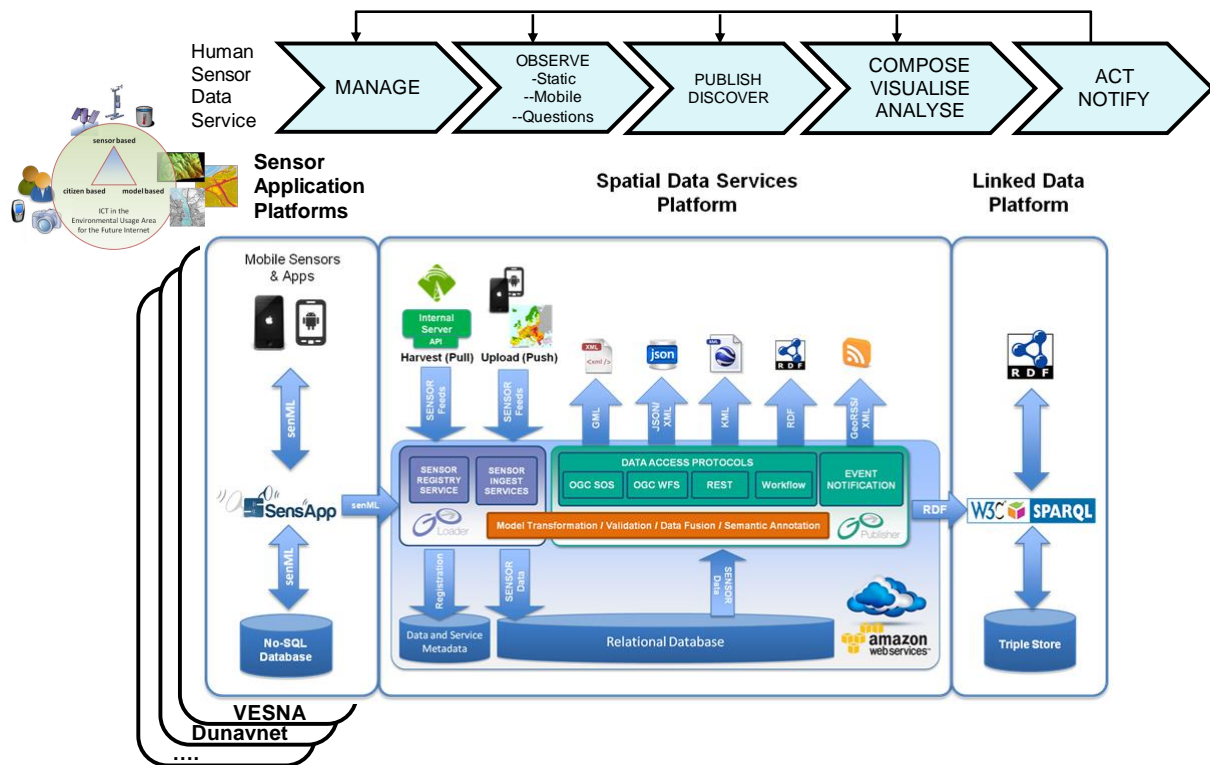 Human
Sensor
Data
Service
MANAGE
OBSERVE
-Static
--Mobile
--Questions
PUBLISH
DISCOVER
COMPOSE
VISUALISE
ANALYSE
ACT
NOTIFY
sensor based
citizen based
model based
ICT in the
Environmental Usage Area
for the Future Internet
Sensor
Application
Platforms
Spatial Data Services
Platform
Linked Data
Platform
Mobile Sensors
& Apps
senML
SensApp
senML
No-SQL
Database
senML
Internal
Server
API
Harvest (Pull)
Upload (Push)
SENSOR
Feeds
SENSOR
Feeds
XML
<xml />
json
XML
RDF
GML
JSON/
XML
KML
RDF
GeoRSS/
XML
SENSOR
REGISTRY
SERVICE
SENSOR
INGEST
SERVICES
GO
Loader
DATA ACCESS PROTOCOLS
OGC SOS
OGC WFS
REST
Workflow
EVENT
NOTIFICATION
Model Transformation / Validation / Data Fusion / Semantic Annotation
GO
Publisher
Registration
SENSOR
Data
SENSOR
Data
Data and Service
Metadata
Relational Database
amazon
webservices™
RDF
RDF
W3C
SPARQL
Triple Store
VESNA
Dunavnet
....